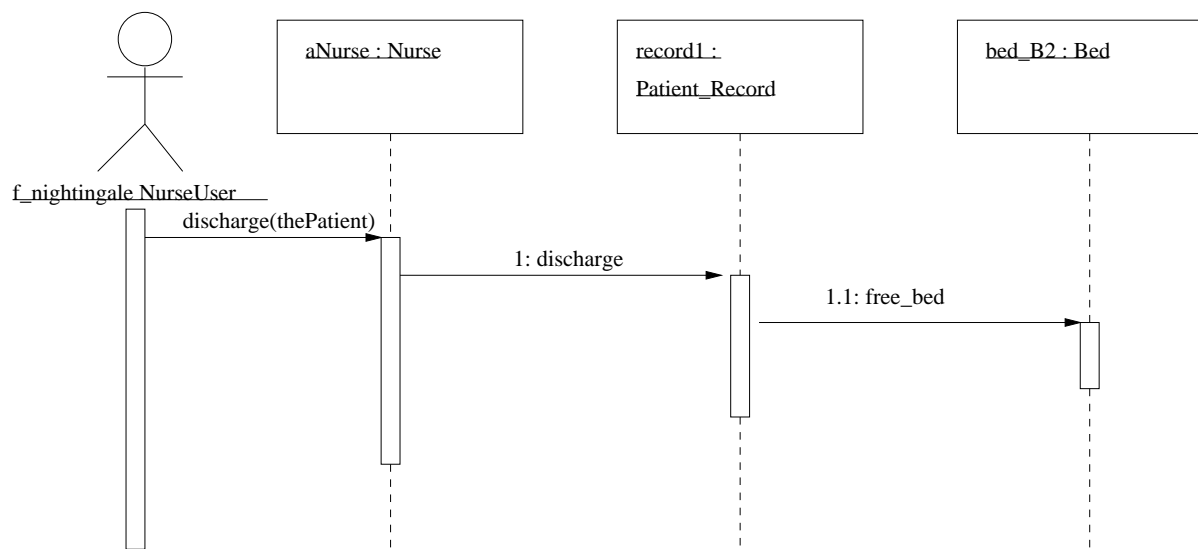 aNurse : Nurse
record1 :
Patient_Record
bed_B2 : Bed
f_nightingale NurseUser
discharge(thePatient)
1: discharge
1.1: free_bed